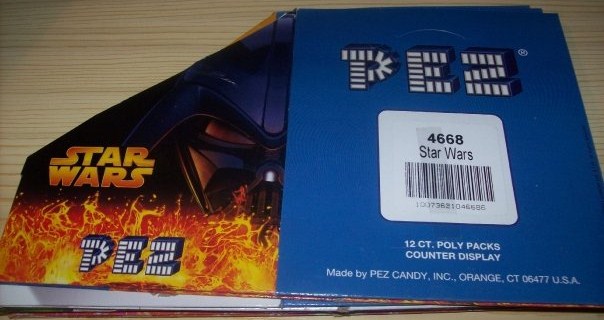 STAR
WARS
PEZ
PEZ®
4668
Star Wars
12 CT. POLY PACKS
COUNTER DISPLAY
Made by PEZ CANDY, INC., ORANGE, CT 06477 U.S.A.